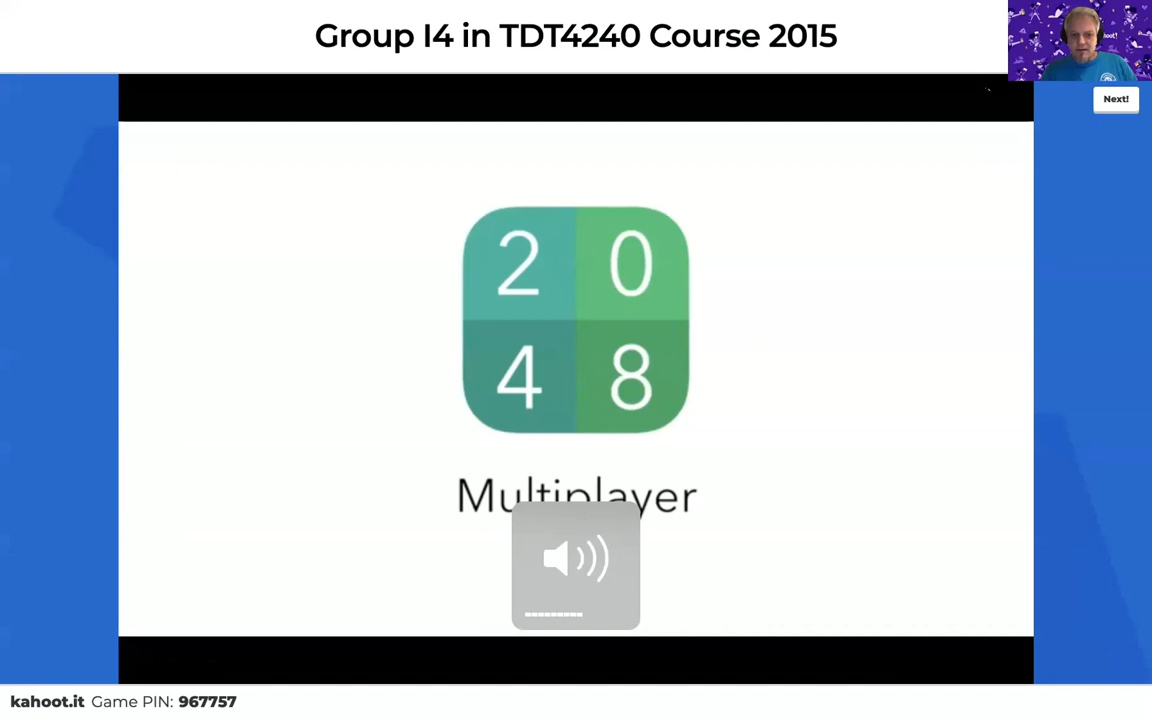 Group I4 in TDT4240 Course 2015
Next!
2 0
4 8
Multiplayer
kahoot.it Game PIN: 967757